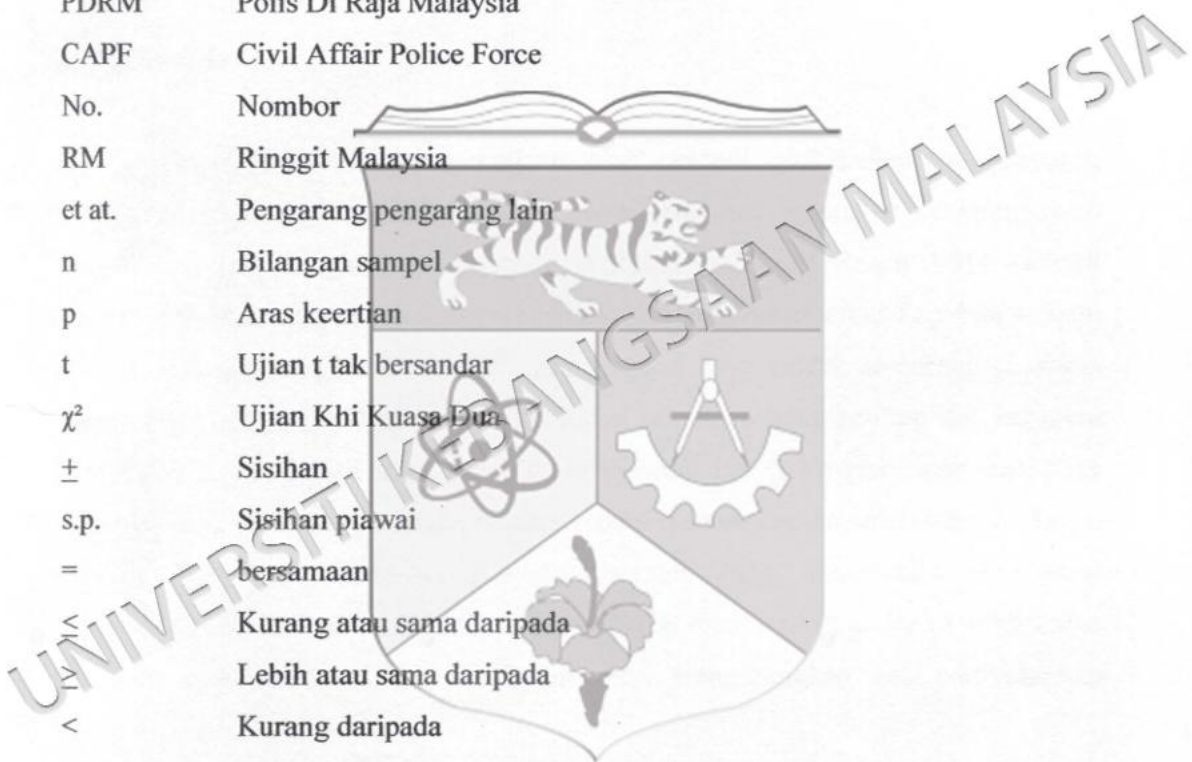 PDRM Polis Di Raja Malaysia
CAPF Civil Affair Police Force
No. Nombor
RM Ringgit Malaysia
et at. Pengarang pengarang lain
n Bilangan sampel
p Aras keertian
t Ujian t tak bersandar
χ² Ujian Khi Kuasa Dua
± Sisihan
s.p. Sisihan piawai
= bersamaan
≤ Kurang atau sama daripada
≥ Lebih atau sama daripada
< Kurang daripada
UNIVERSITI KEBANGSAAN MALAYSIA